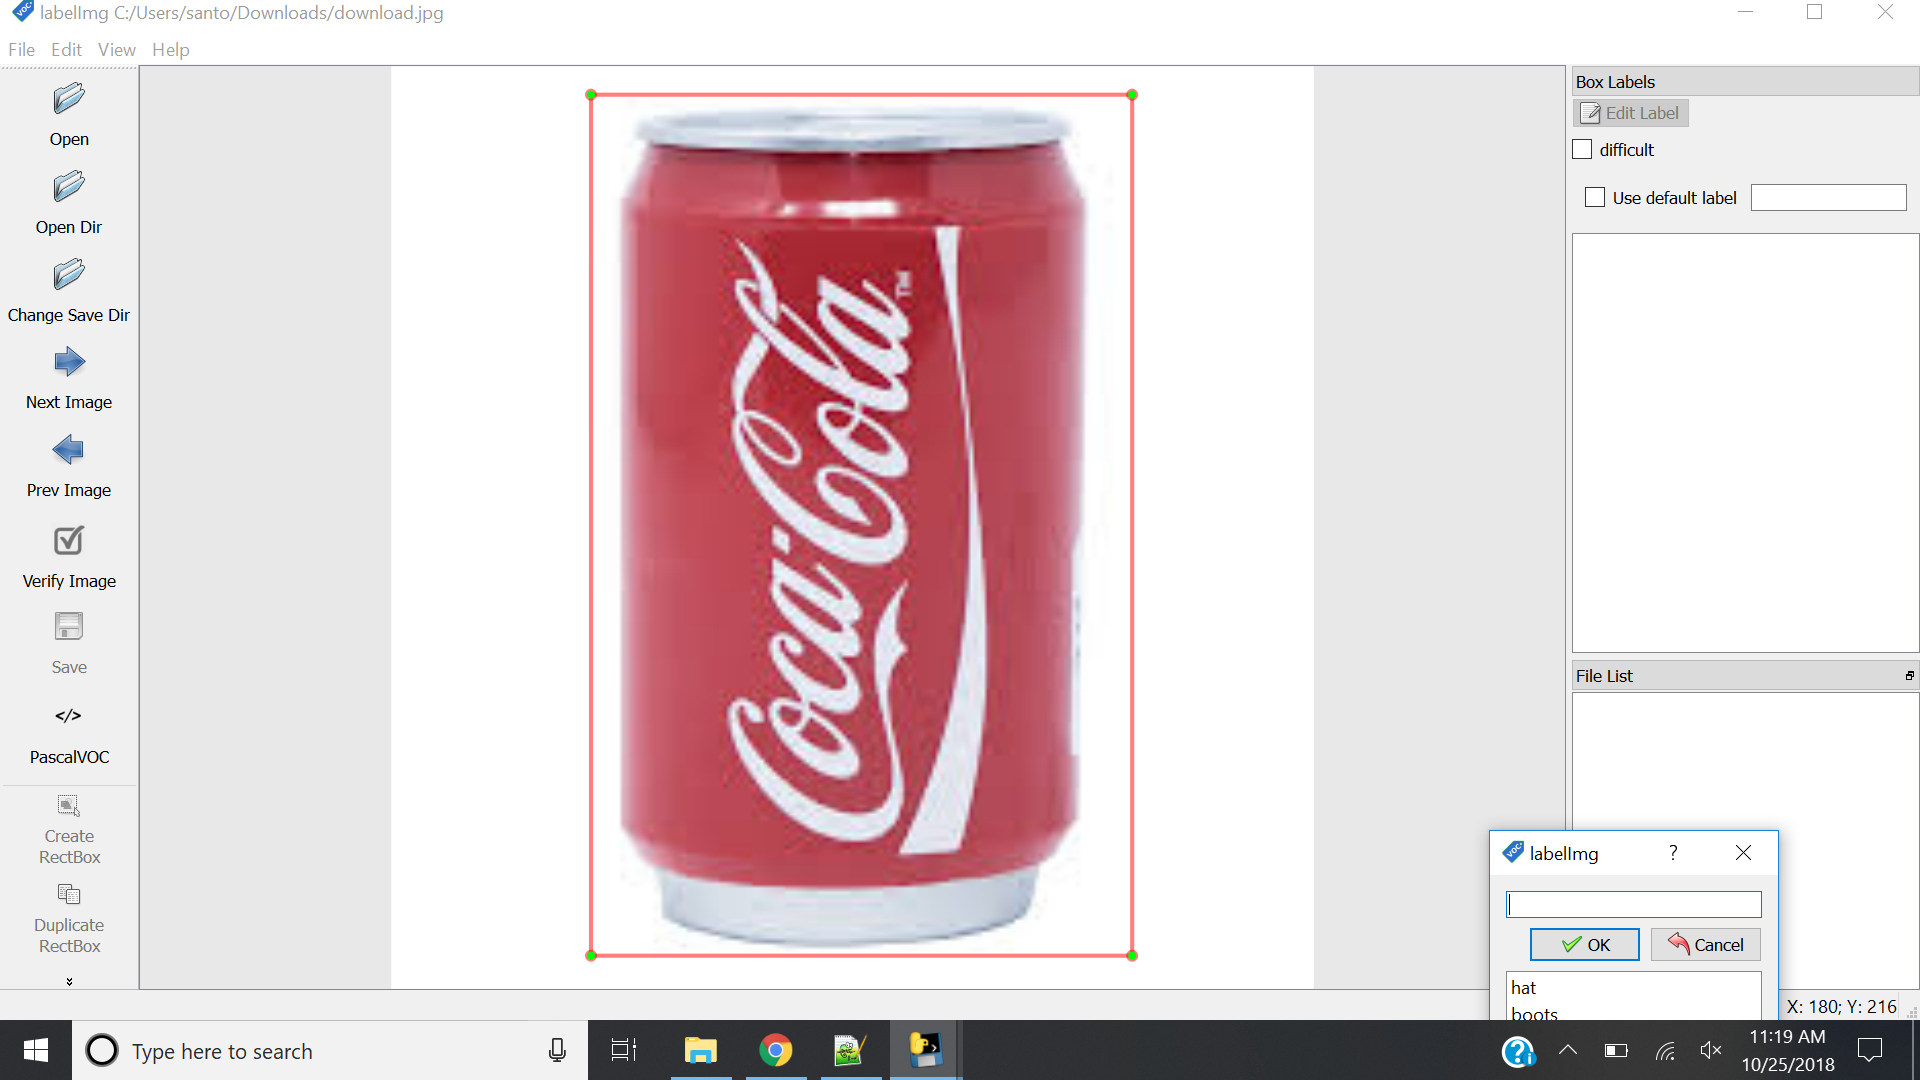 labelImg C:/Users/santo/Downloads/download.jpg
File Edit View Help
Open
Open Dir
Change Save Dir
Next Image
Prev Image
Verify Image
Save
</>
PascalVOC
Create
RectBox
Duplicate
RectBox
Coca-Cola
TM
Box Labels
Edit Label
difficult
Use default label
File List
VOC labelImg ?
OK Cancel
hat
boots
X: 180; Y: 216
Type here to search
11:19 AM
10/25/2018